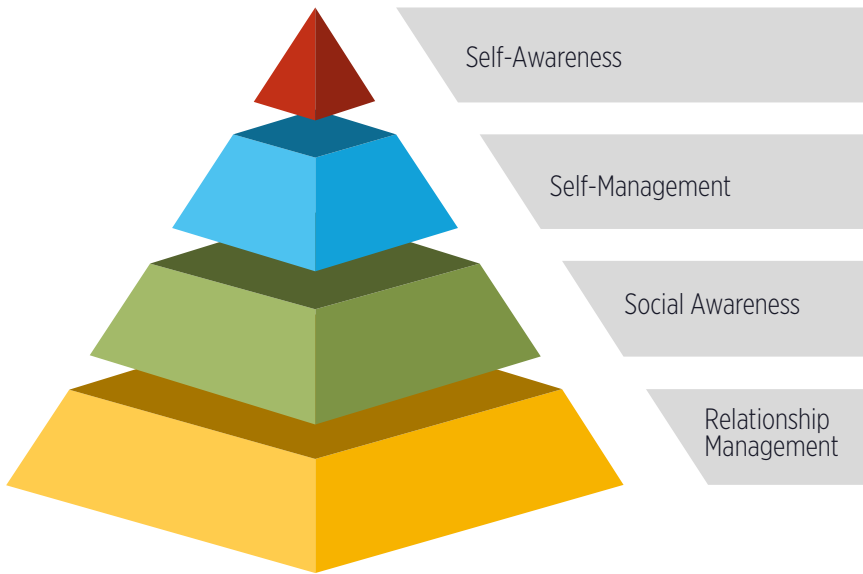 Self-Awareness
Self-Management
Social Awareness
Relationship
Management